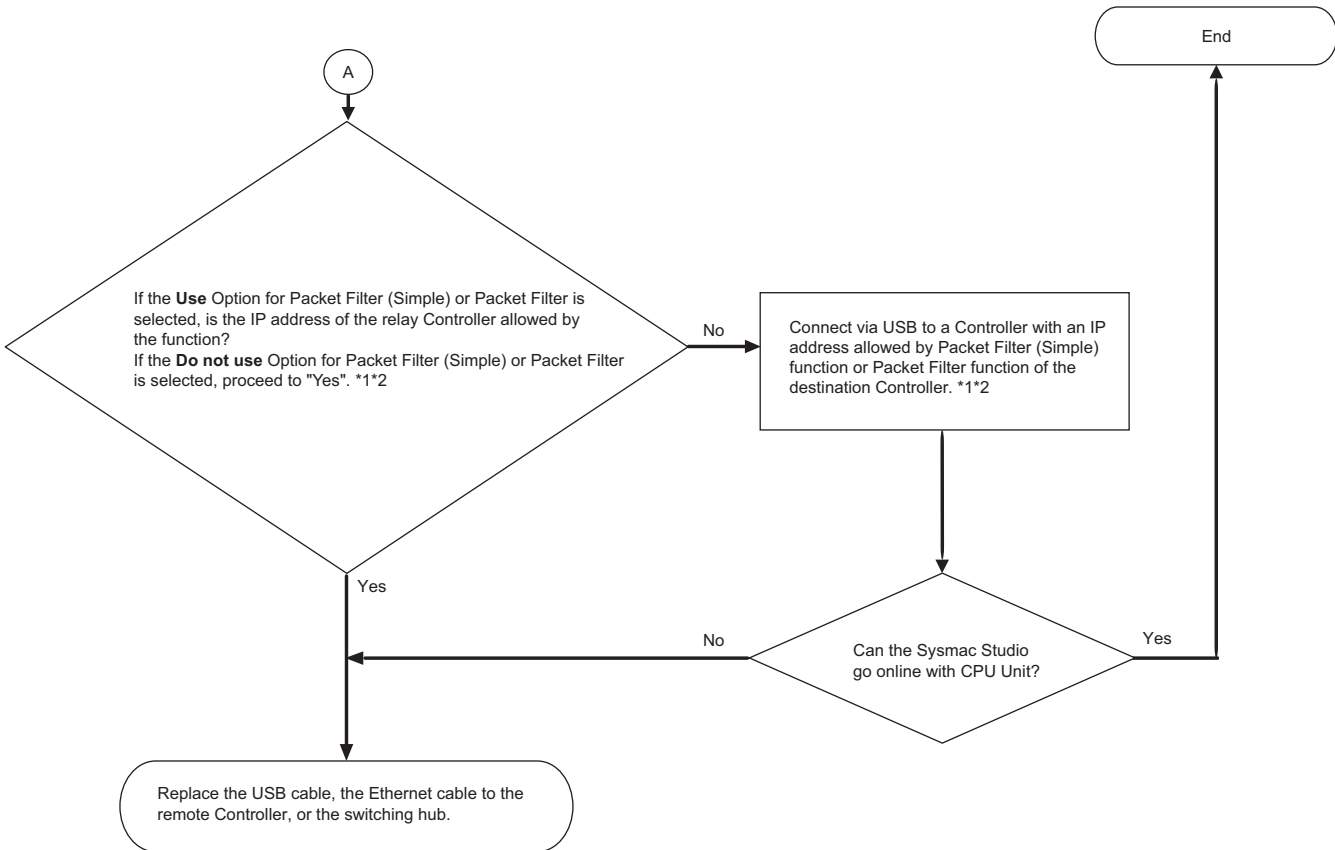 End
A
If the Use Option for Packet Filter (Simple) or Packet Filter is
selected, is the IP address of the relay Controller allowed by
the function?
If the Do not use Option for Packet Filter (Simple) or Packet Filter
is selected, proceed to "Yes". *1*2
No
Connect via USB to a Controller with an IP
address allowed by Packet Filter (Simple)
function or Packet Filter function of the
destination Controller. *1*2
Yes
No
Can the Sysmac Studio
go online with CPU Unit?
Yes
Replace the USB cable, the Ethernet cable to the
remote Controller, or the switching hub.